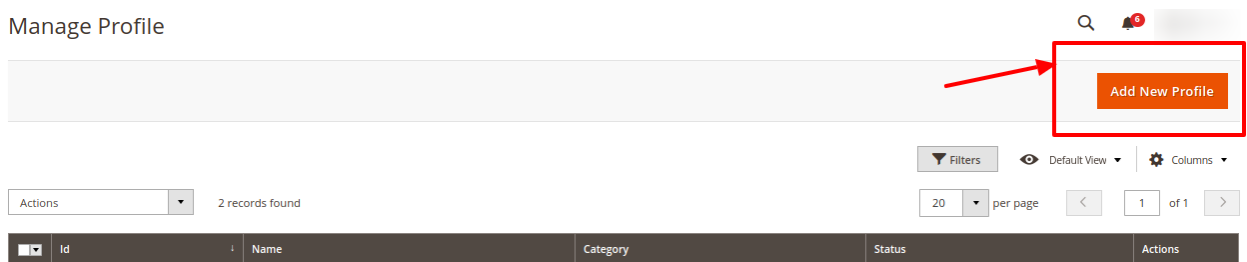 Manage Profile
6
Add New Profile
Filters Default View Columns
Actions 2 records found 20 per page 1 of 1
Id ↓ Name Category Status Actions